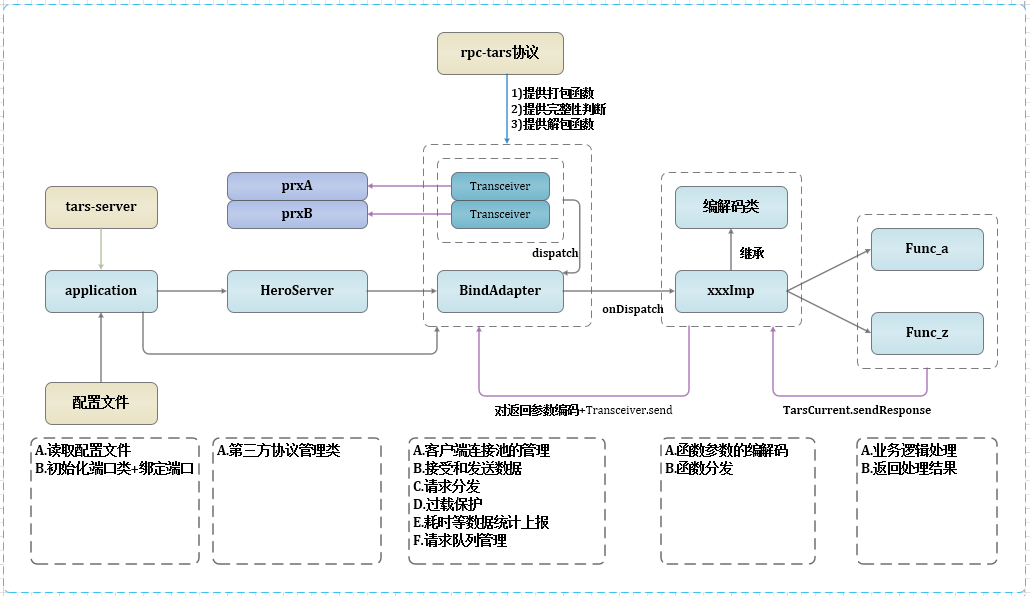 rpc-tars协议
1)提供打包函数
2)提供完整性判断
3)提供解包函数
prxA
prxB
Transceiver
Transceiver
dispatch
tars-server
application
HeroServer
BindAdapter
onDispatch
编解码类
继承
xxxImp
Func_a
Func_z
配置文件
对返回参数编码+Transceiver.send
TarsCurrent.sendResponse
A.读取配置文件
B.初始化端口类+绑定端口
A.第三方协议管理类
A.客户端连接池的管理
B.接受和发送数据
C.请求分发
D.过载保护
E.耗时等数据统计上报
F.请求队列管理
A.函数参数的编解码
B.函数分发
A.业务逻辑处理
B.返回处理结果